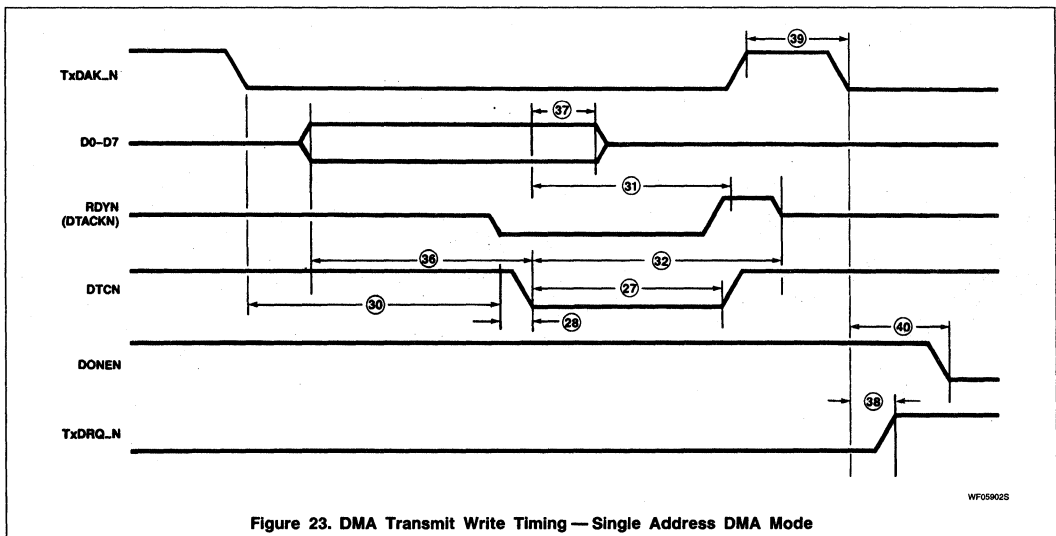 39
TxDAK_N
37
D0–D7
31
RDYN
(DTACKN)
36
32
DTCN
27
30
28
40
DONEN
38
TxDRQ_N
WF05902S
Figure 23. DMA Transmit Write Timing — Single Address DMA Mode